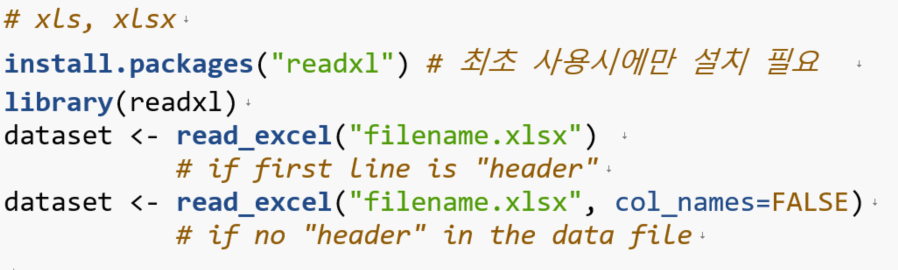 # xls, xlsx
install.packages("readxl") # 최초 사용시에만 설치 필요
library(readxl)
dataset <- read_excel("filename.xlsx")
# if first line is "header"
dataset <- read_excel("filename.xlsx", col_names=FALSE)
# if no "header" in the data file